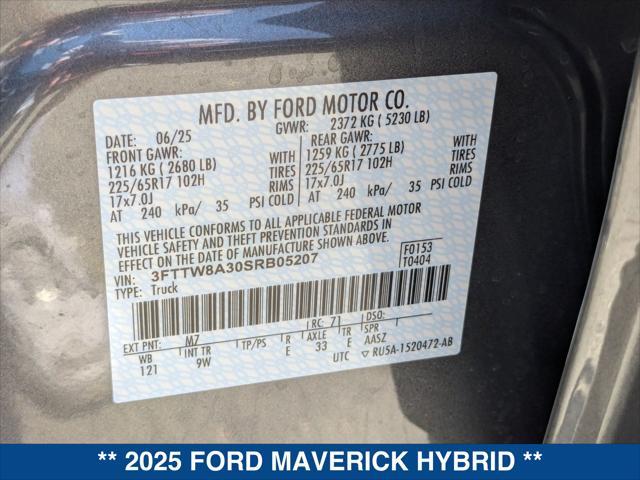 MFD. BY FORD MOTOR CO.
DATE: 06/25 GVWR: 2372 KG ( 5230 LB)
FRONT GAWR: REAR GAWR:
1216 KG ( 2680 LB) WITH 1259 KG ( 2775 LB) WITH
225/65R17 102H TIRES 225/65R17 102H TIRES
17x7.0J RIMS 17x7.0J RIMS
AT 240 kPa/ 35 PSI COLD AT 240 kPa/ 35 PSI COLD
THIS VEHICLE CONFORMS TO ALL APPLICABLE FEDERAL MOTOR
VEHICLE SAFETY AND THEFT PREVENTION STANDARDS IN
EFFECT ON THE DATE OF MANUFACTURE SHOWN ABOVE.
VIN: 3FTTW8A30SRB05207 F0153
TYPE: Truck T0404
EXT PNT: M7 RC: 71 DSO:
WB INT TR TP/PS R AXLE TR SPR
121 9W E 33 E AASZ
UTC ▽ RU5A-1520472-AB
** 2025 FORD MAVERICK HYBRID **